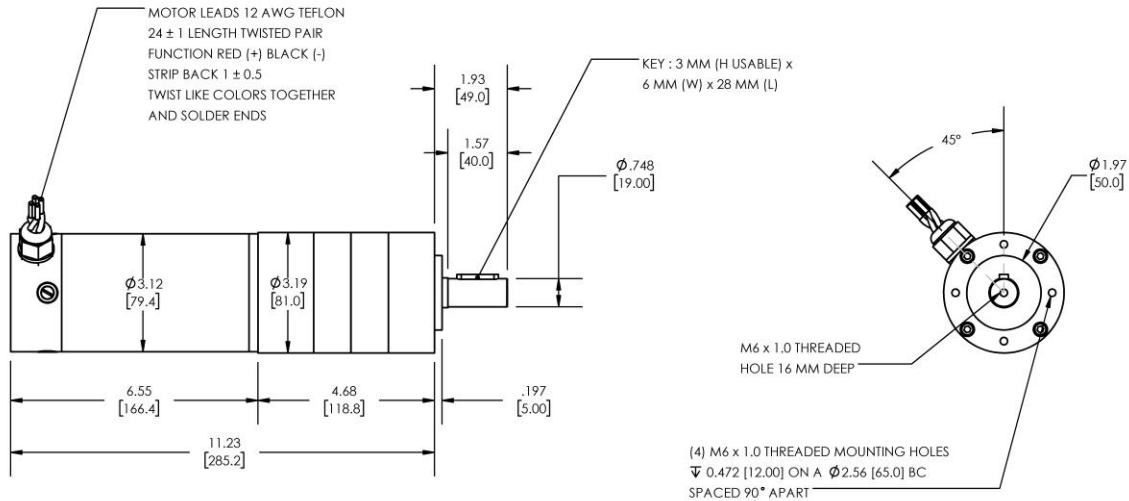 MOTOR LEADS 12 AWG TEFLON
24 ± 1 LENGTH TWISTED PAIR
FUNCTION RED (+) BLACK (-)
STRIP BACK 1 ± 0.5
TWIST LIKE COLORS TOGETHER
AND SOLDER ENDS
1.93
[49.0]
KEY : 3 MM (H USABLE) x
6 MM (W) x 28 MM (L)
1.57
[40.0]
Ø.748
[19.00]
45°
Ø1.97
[50.0]
Ø3.12
[79.4]
Ø3.19
[81.0]
M6 x 1.0 THREADED
HOLE 16 MM DEEP
6.55
[166.4]
4.68
[118.8]
.197
[5.00]
11.23
[285.2]
(4) M6 x 1.0 THREADED MOUNTING HOLES
↧ 0.472 [12.00] ON A Ø2.56 [65.0] BC
SPACED 90° APART